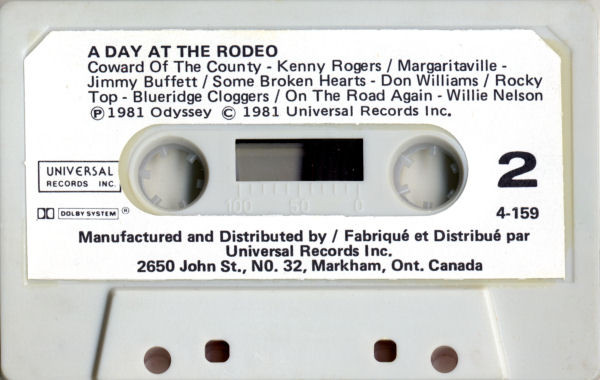 A DAY AT THE RODEO
Coward Of The County - Kenny Rogers / Margaritaville -
Jimmy Buffett / Some Broken Hearts - Don Williams / Rocky
Top - Blueridge Cloggers / On The Road Again - Willie Nelson
Ⓟ 1981 Odyssey © 1981 Universal Records Inc.
UNIVERSAL
RECORDS INC.
2
100 50 0
DOLBY SYSTEM ®
4-159
Manufactured and Distributed by / Fabriqué et Distribué par
Universal Records Inc.
2650 John St., N0. 32, Markham, Ont. Canada